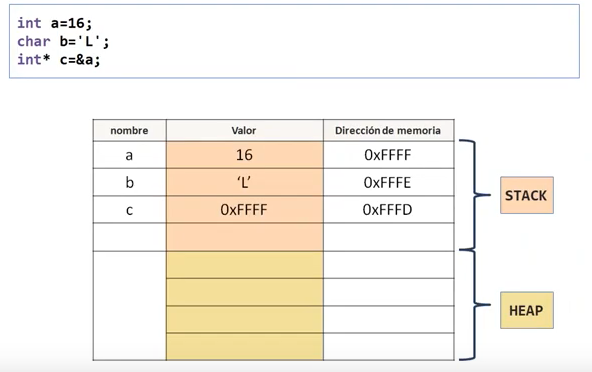 int a=16;
char b='L';
int* c=&a;
nombre Valor Dirección de memoria
a 16 0xFFFF
b ‘L’ 0xFFFE
c 0xFFFF 0xFFFD
STACK
HEAP